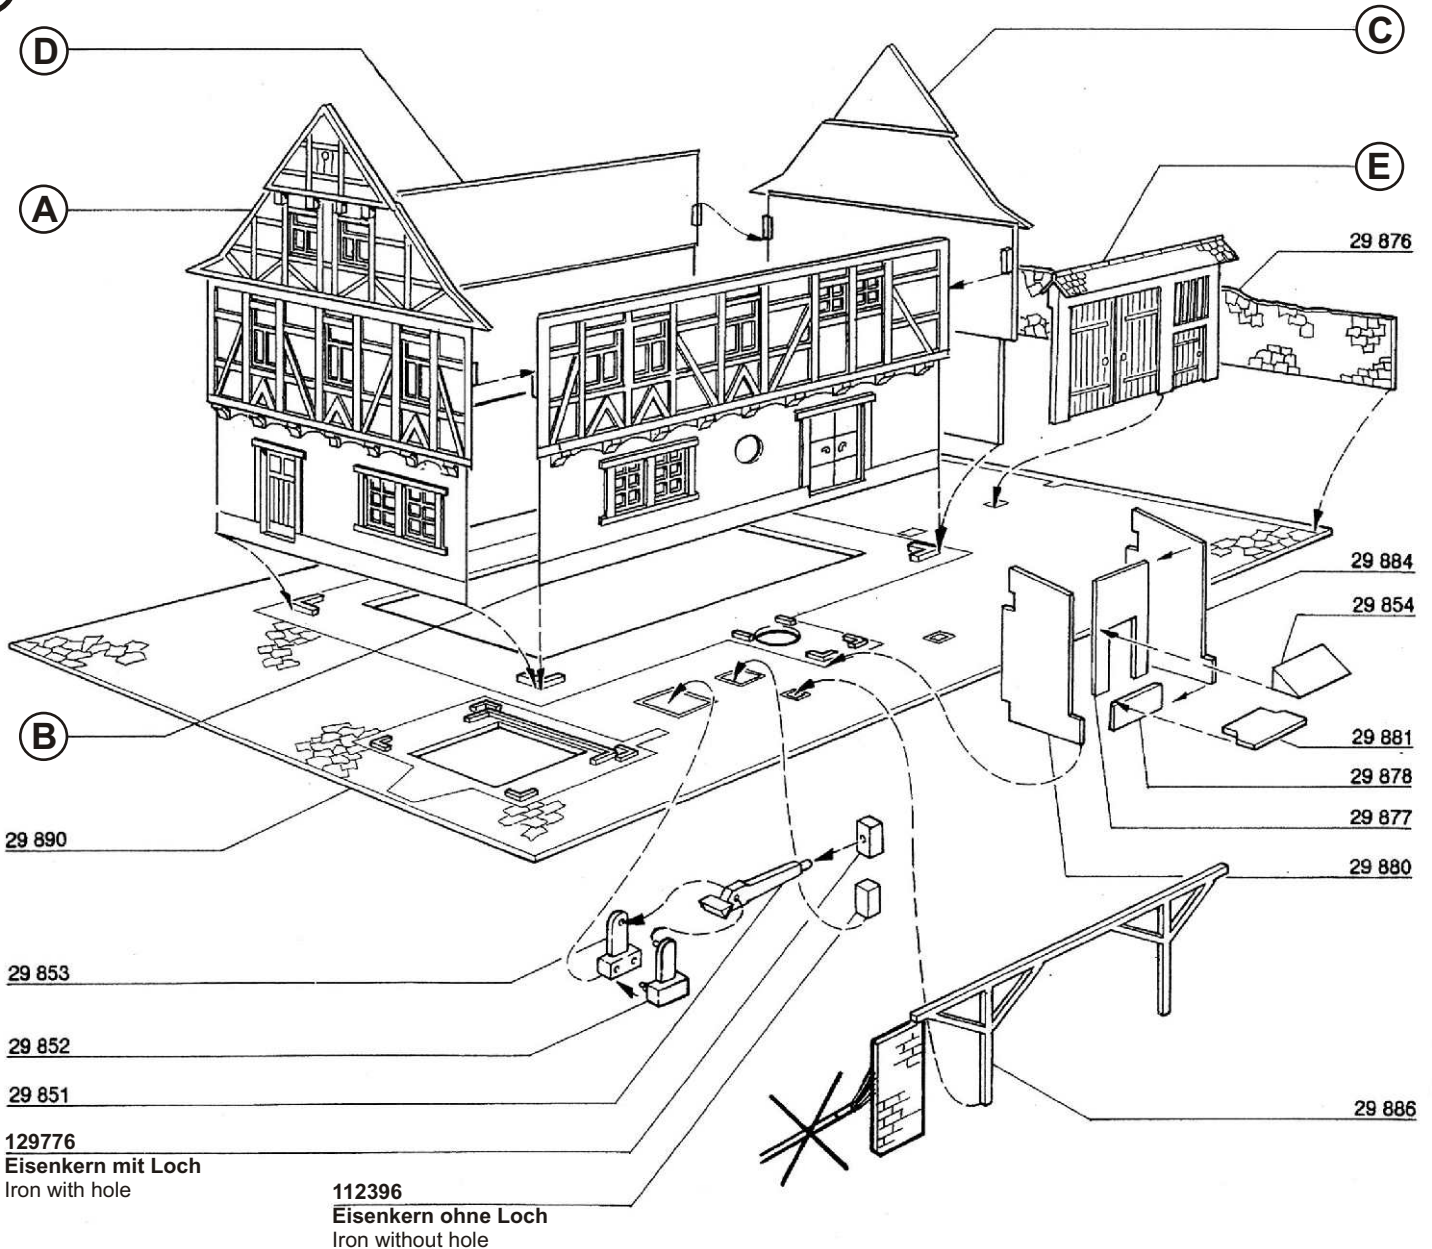 D
C
A
E
29 876
29 884
29 854
B
29 881
29 878
29 877
29 890
29 880
29 853
29 852
29 851
29 886
129776
Eisenkern mit Loch
Iron with hole
112396
Eisenkern ohne Loch
Iron without hole